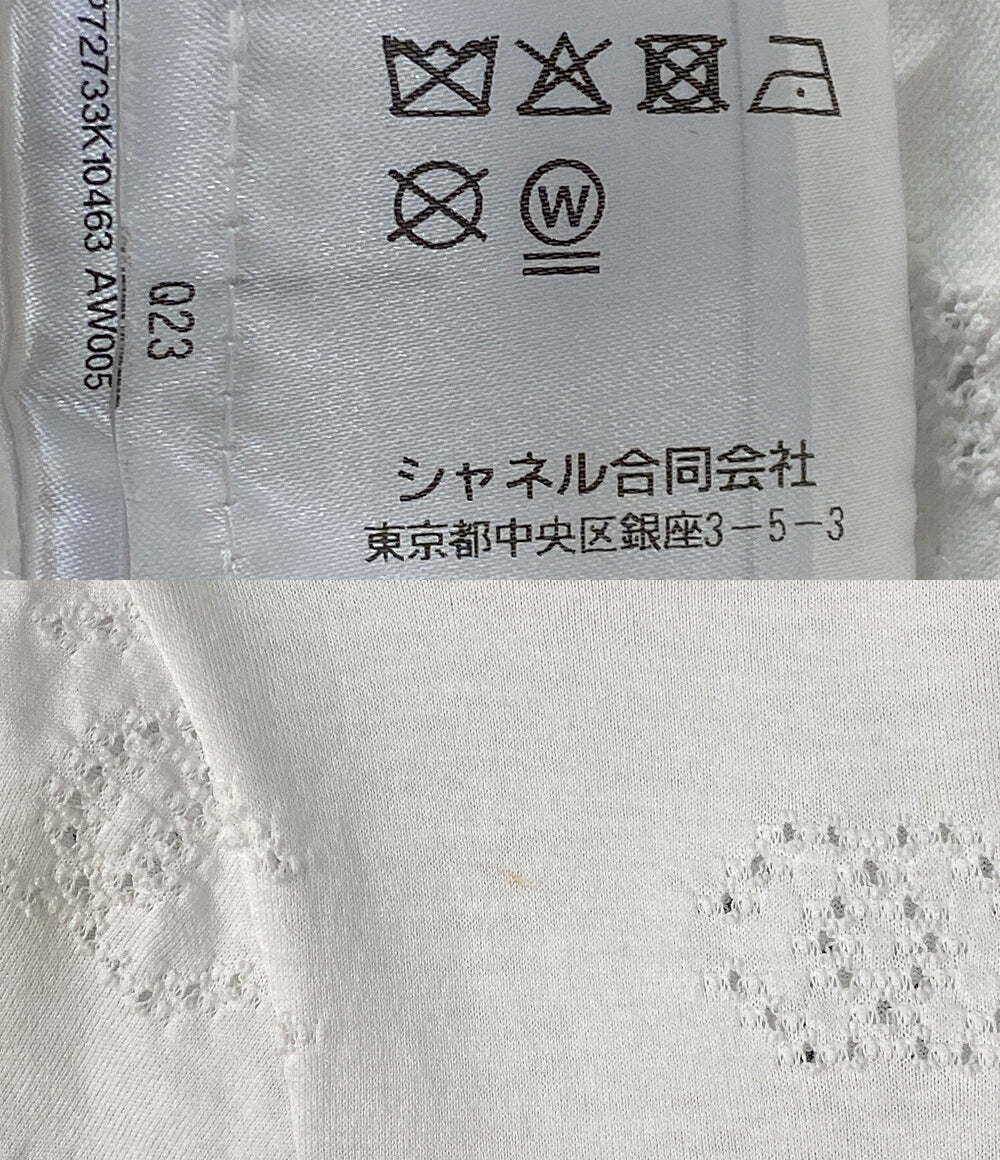 P72733K10463 AW005
Q23
W
シャネル合同会社
東京都中央区銀座3-5-3